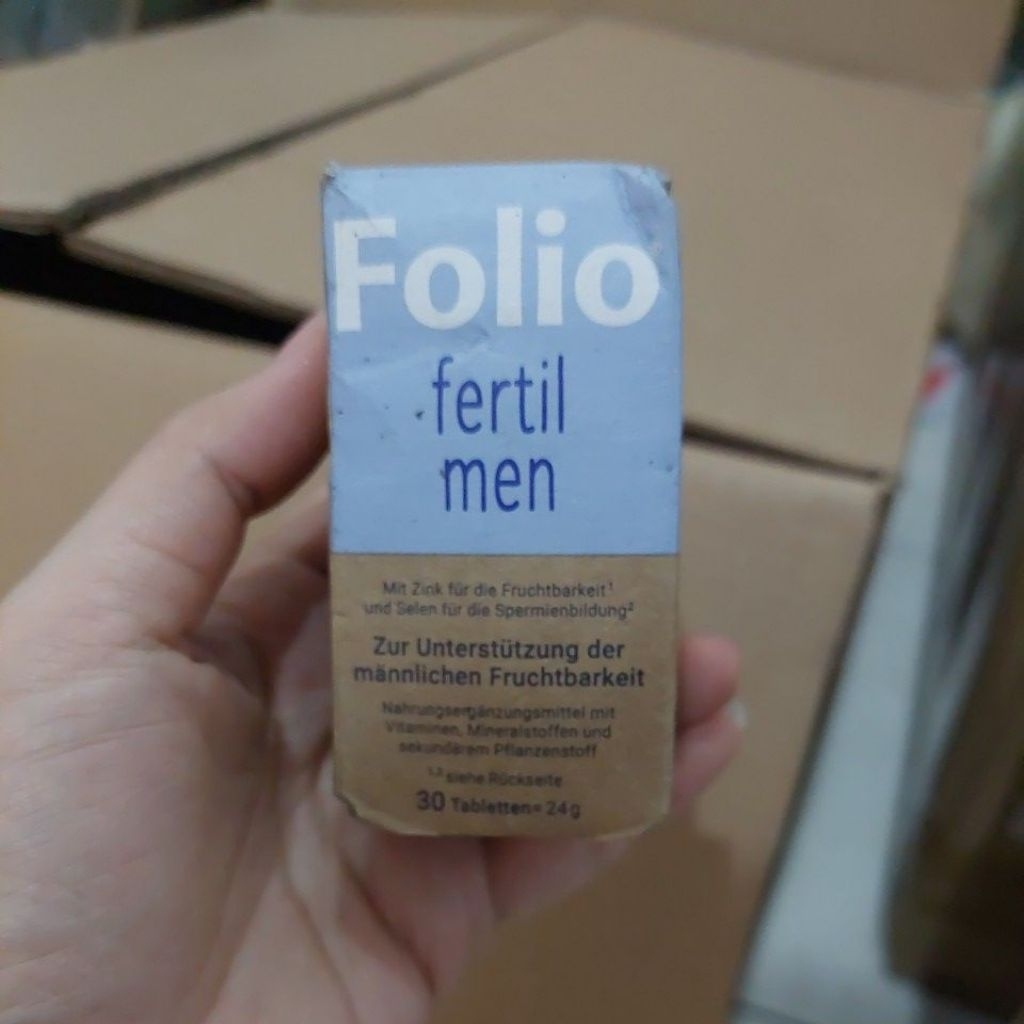 Folio
fertil
men
Mit Zink für die Fruchtbarkeit¹
und Selen für die Spermienbildung²
Zur Unterstützung der
männlichen Fruchtbarkeit
Nahrungsergänzungsmittel mit
Vitaminen, Mineralstoffen und
sekundärem Pflanzenstoff
¹,² siehe Rückseite
30 Tabletten= 24 g